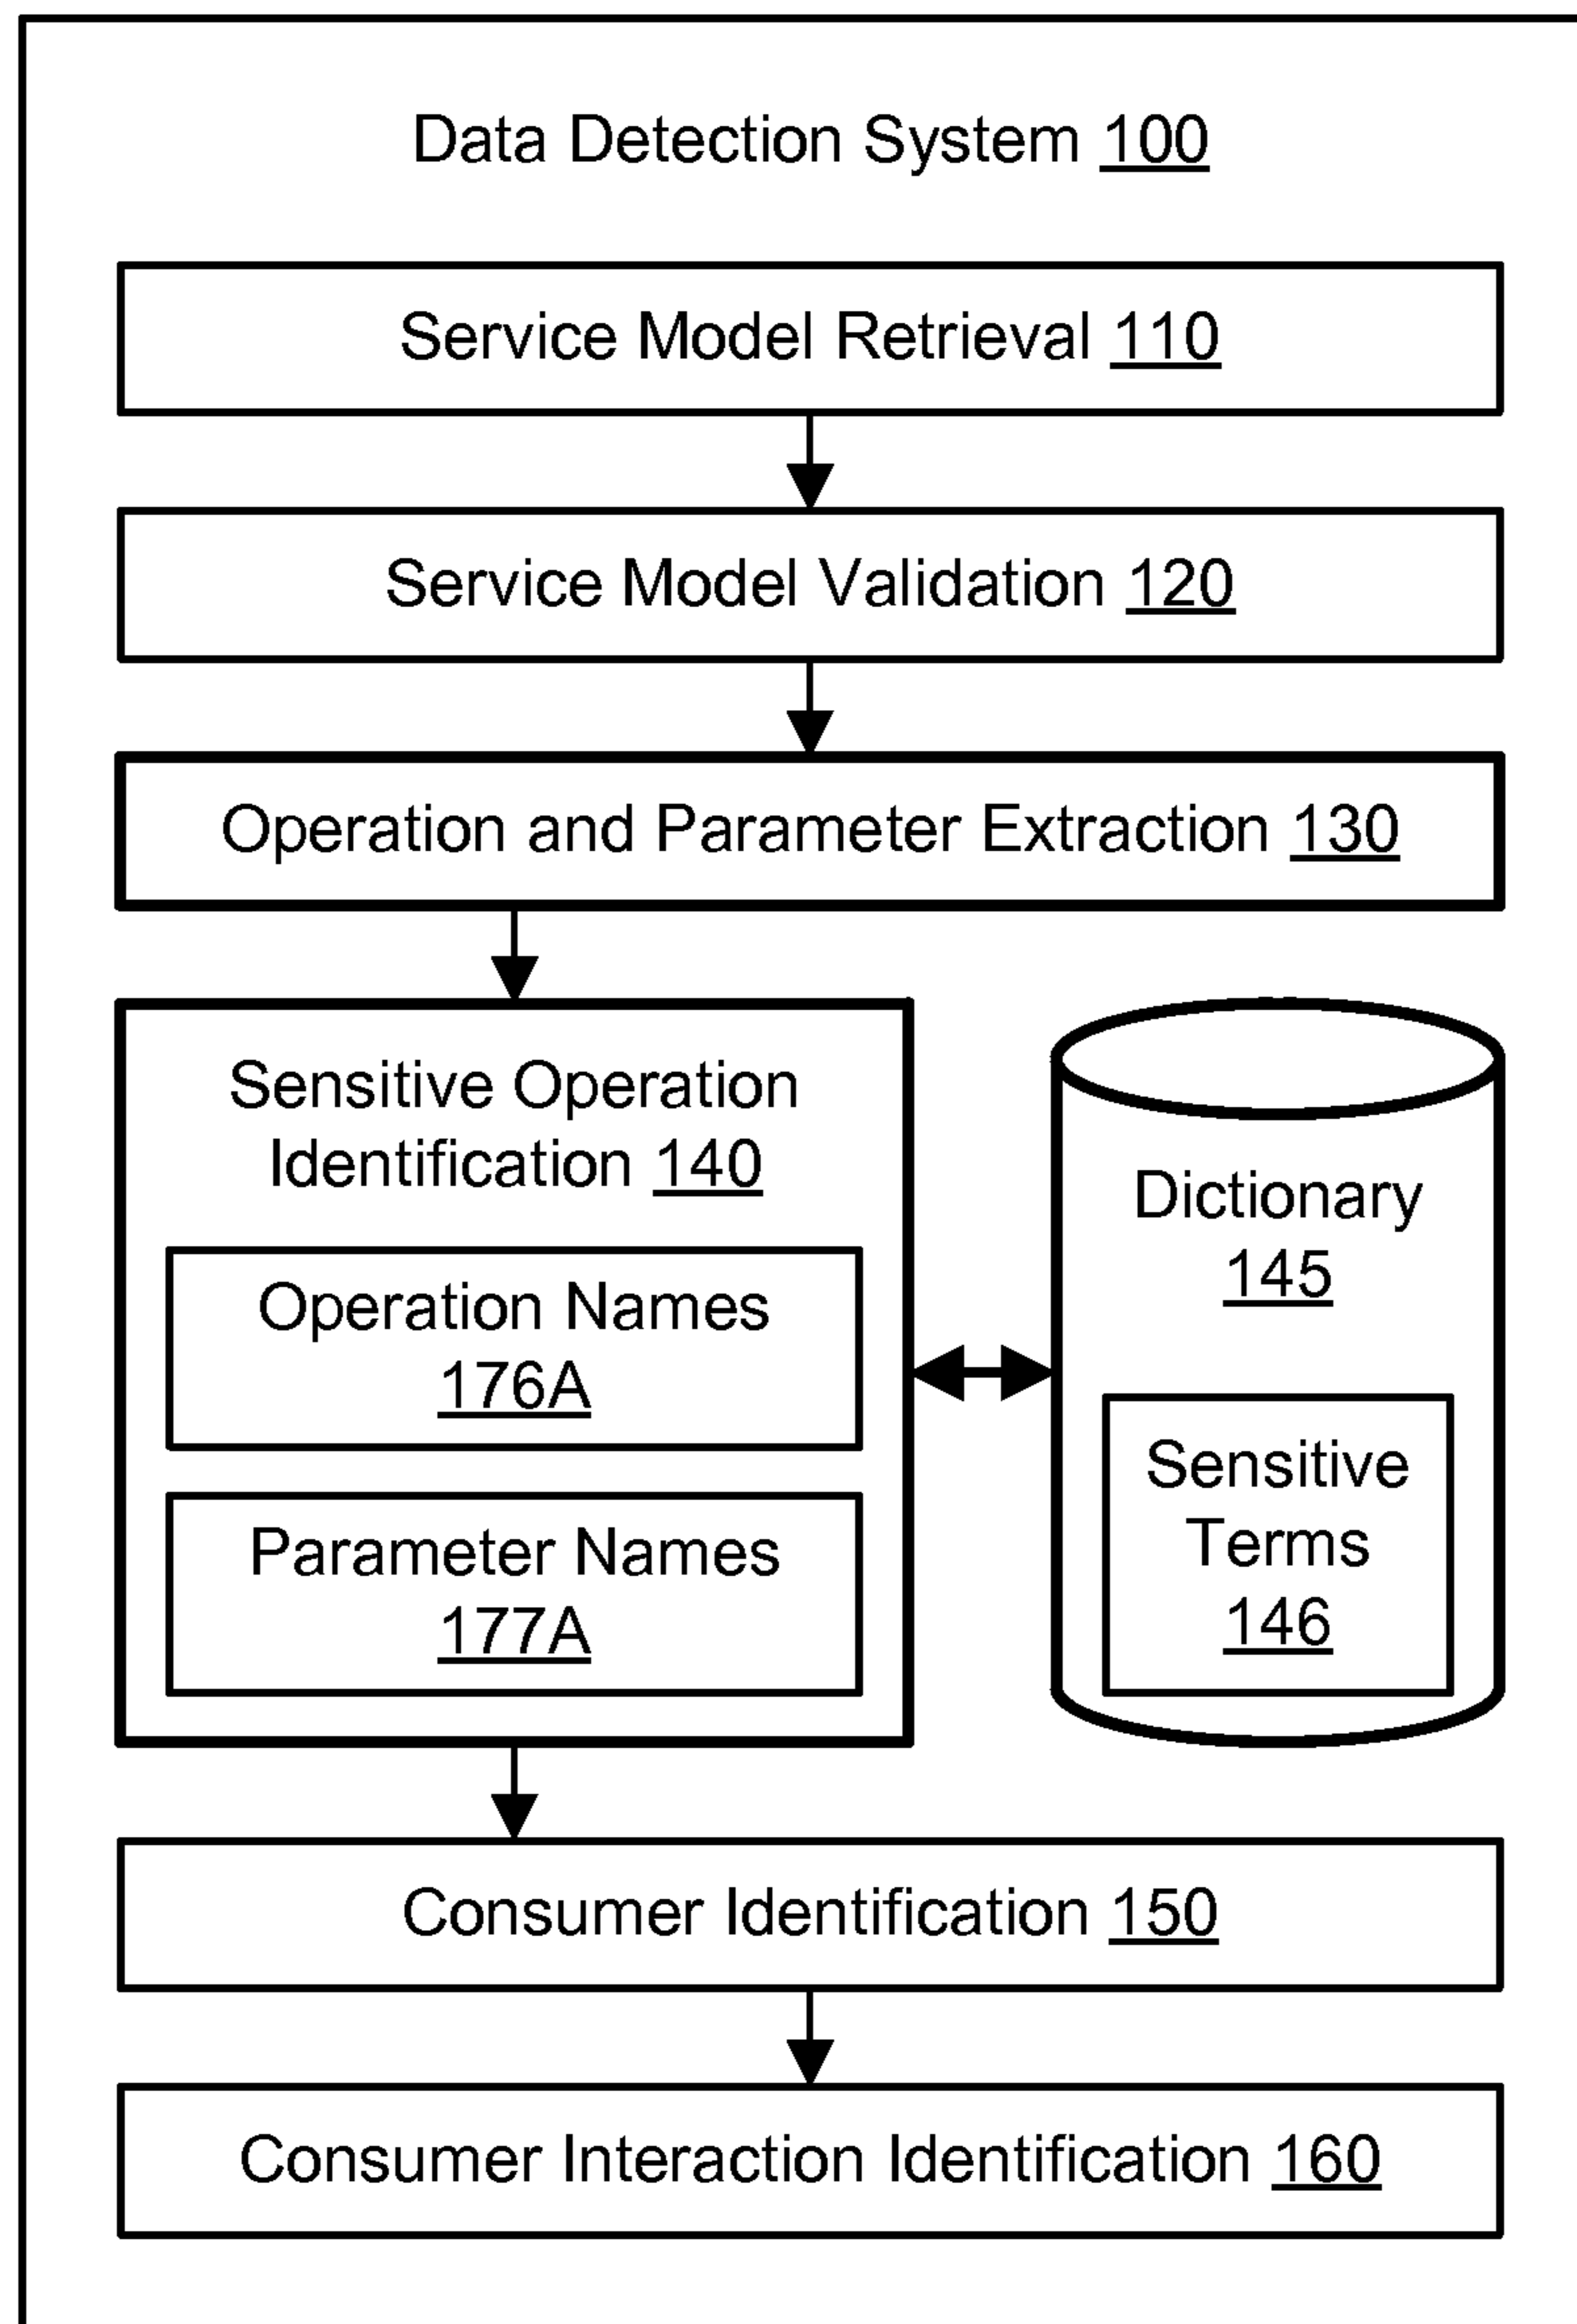 Data Detection System 100
Service Model Retrieval 110
Service Model Validation 120
Operation and Parameter Extraction 130
Sensitive Operation
Identification 140
Operation Names
176A
Parameter Names
177A
Dictionary
145
Sensitive
Terms
146
Consumer Identification 150
Consumer Interaction Identification 160